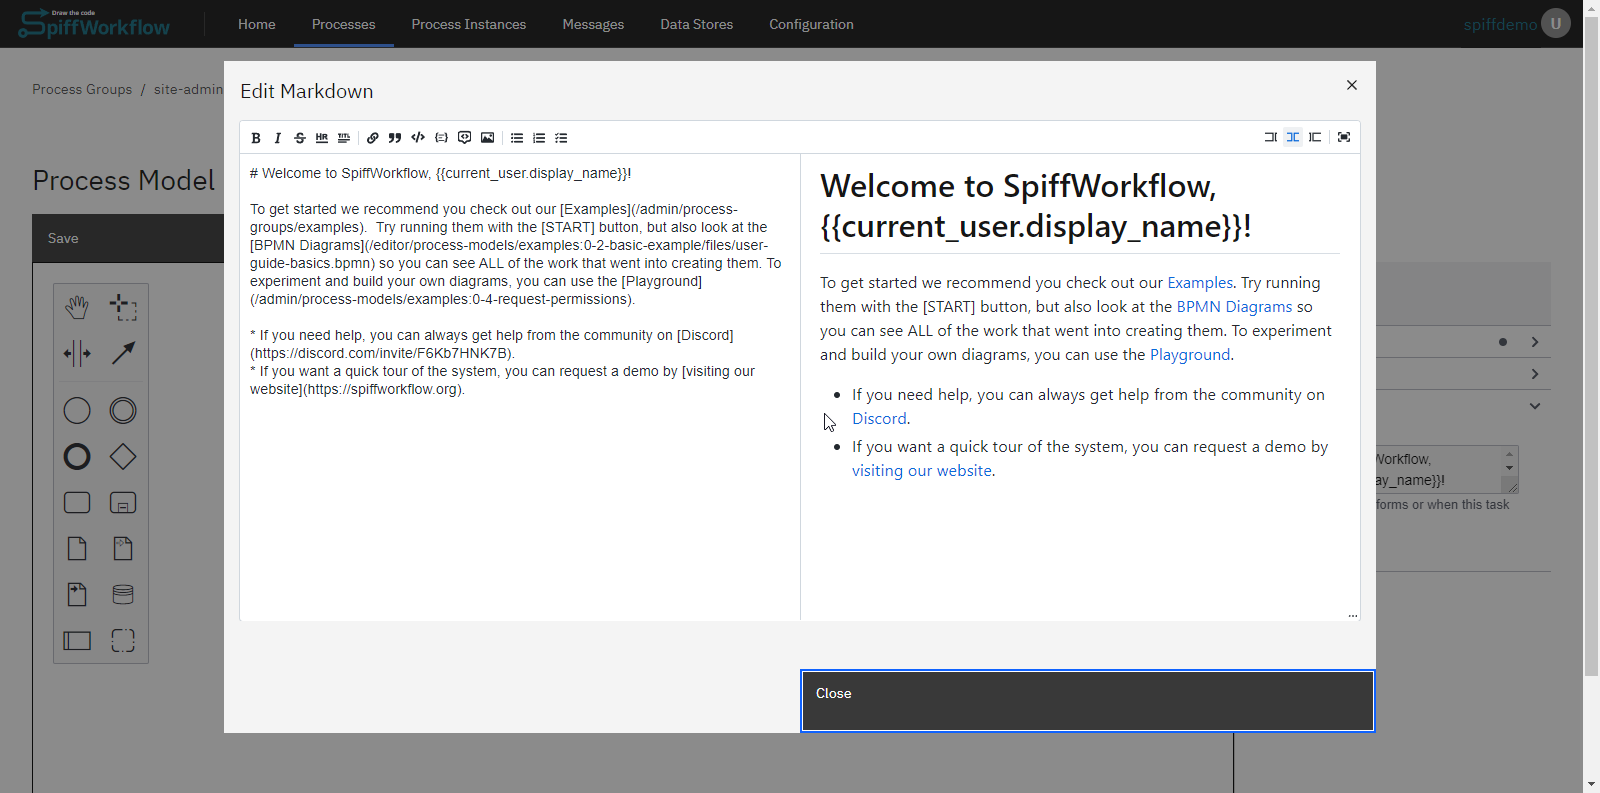 Draw the code
SpiffWorkflow
Home
Processes
Process Instances
Messages
Data Stores
Configuration
spiffdemo
U
Process Groups / site-admin
Process Model
Save
Edit Markdown
B I S HR TITL
# Welcome to SpiffWorkflow, {{current_user.display_name}}!
To get started we recommend you check out our [Examples](/admin/process-
groups/examples).  Try running them with the [START] button, but also look at the
[BPMN Diagrams](/editor/process-models/examples:0-2-basic-example/files/user-
guide-basics.bpmn) so you can see ALL of the work that went into creating them. To
experiment and build your own diagrams, you can use the [Playground]
(/admin/process-models/examples:0-4-request-permissions).
* If you need help, you can always get help from the community on [Discord]
(https://discord.com/invite/F6Kb7HNK7B).
* If you want a quick tour of the system, you can request a demo by [visiting our
website](https://spiffworkflow.org).
Welcome to SpiffWorkflow,
{{current_user.display_name}}!
To get started we recommend you check out our Examples. Try running
them with the [START] button, but also look at the BPMN Diagrams so
you can see ALL of the work that went into creating them. To experiment
and build your own diagrams, you can use the Playground.
• If you need help, you can always get help from the community on
Discord.
• If you want a quick tour of the system, you can request a demo by
visiting our website.
Workflow,
ay_name}}!
forms or when this task
Close